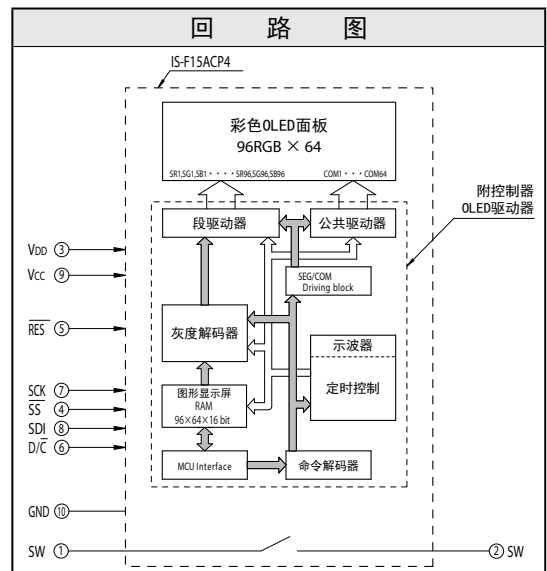 回 路 图
IS-F15ACP4
彩色OLED面板
96RGB × 64
SR1,SG1,SB1・・・・SR96,SG96,SB96 COM1・・・COM64
附控制器
OLED驱动器
段驱动器
公共驱动器
VDD ③
VCC ⑨
SEG/COM
Driving block
R̅E̅S̅ ⑤
灰度解码器
示波器
定时控制
SCK ⑦
S̅S̅ ④
SDI ⑧
D/C̅ ⑥
图形显示屏
RAM
96×64×16 bit
MCU Interface
命令解码器
GND ⑩
SW ①
② SW